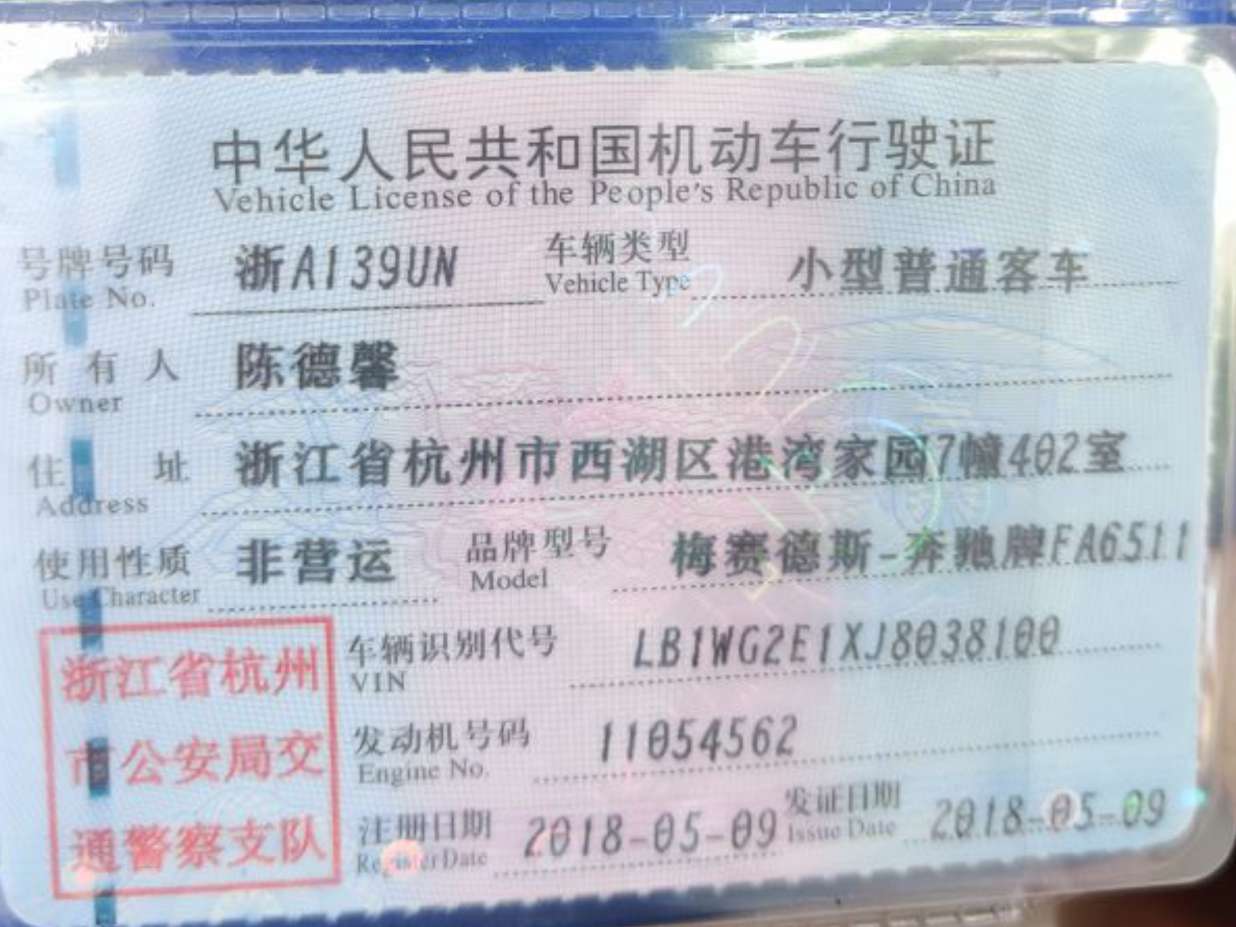 中华人民共和国机动车行驶证
Vehicle License of the People's Republic of China
号牌号码 浙A139UN 车辆类型 小型普通客车
Plate No. Vehicle Type
所有人 陈德馨
Owner
住址 浙江省杭州市西湖区港湾家园7幢402室
Address
使用性质 非营运 品牌型号 梅赛德斯-奔驰牌FA6511
Use Character Model
浙江省杭州 车辆识别代号 LB1WG2E1XJ8038100
VIN
市公安局交 发动机号码 11054562
Engine No.
通警察支队 注册日期 2018-05-09 发证日期 2018-05-09
Register Date Issue Date